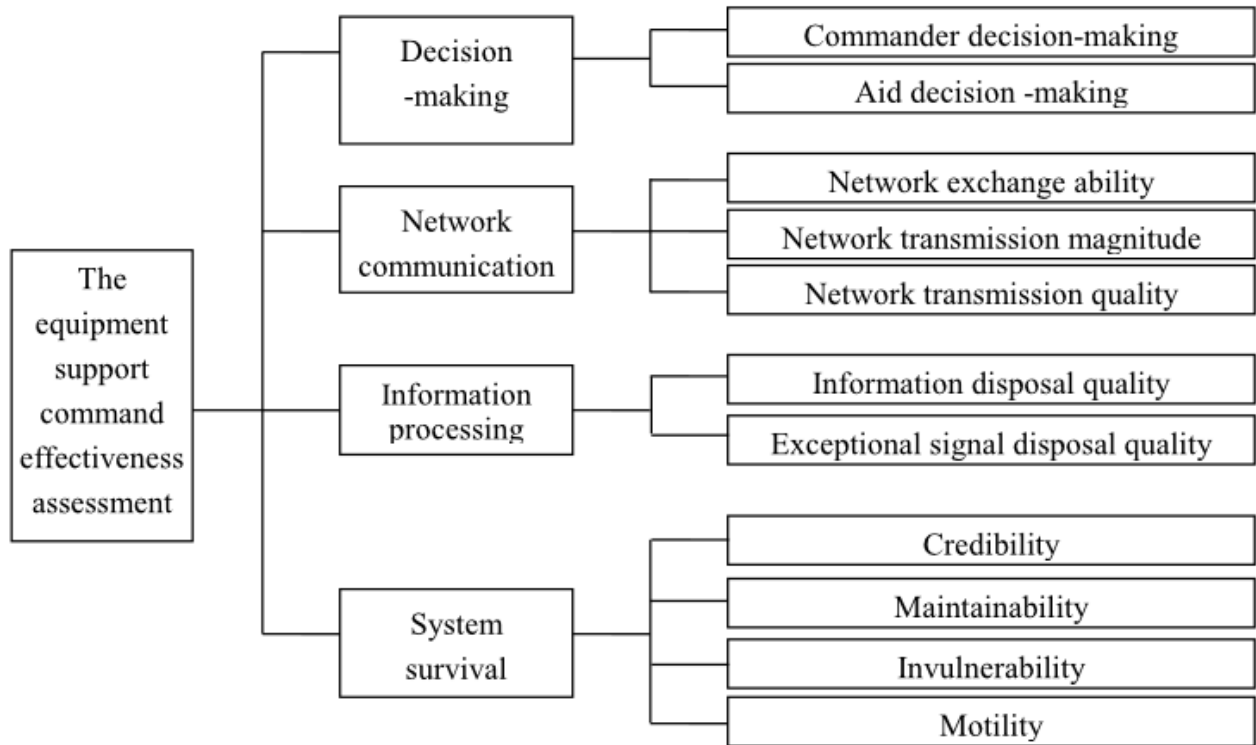 The
equipment
support
command
effectiveness
assessment
Decision
-making
Commander decision-making
Aid decision -making
Network
communication
Network exchange ability
Network transmission magnitude
Network transmission quality
Information
processing
Information disposal quality
Exceptional signal disposal quality
System
survival
Credibility
Maintainability
Invulnerability
Motility